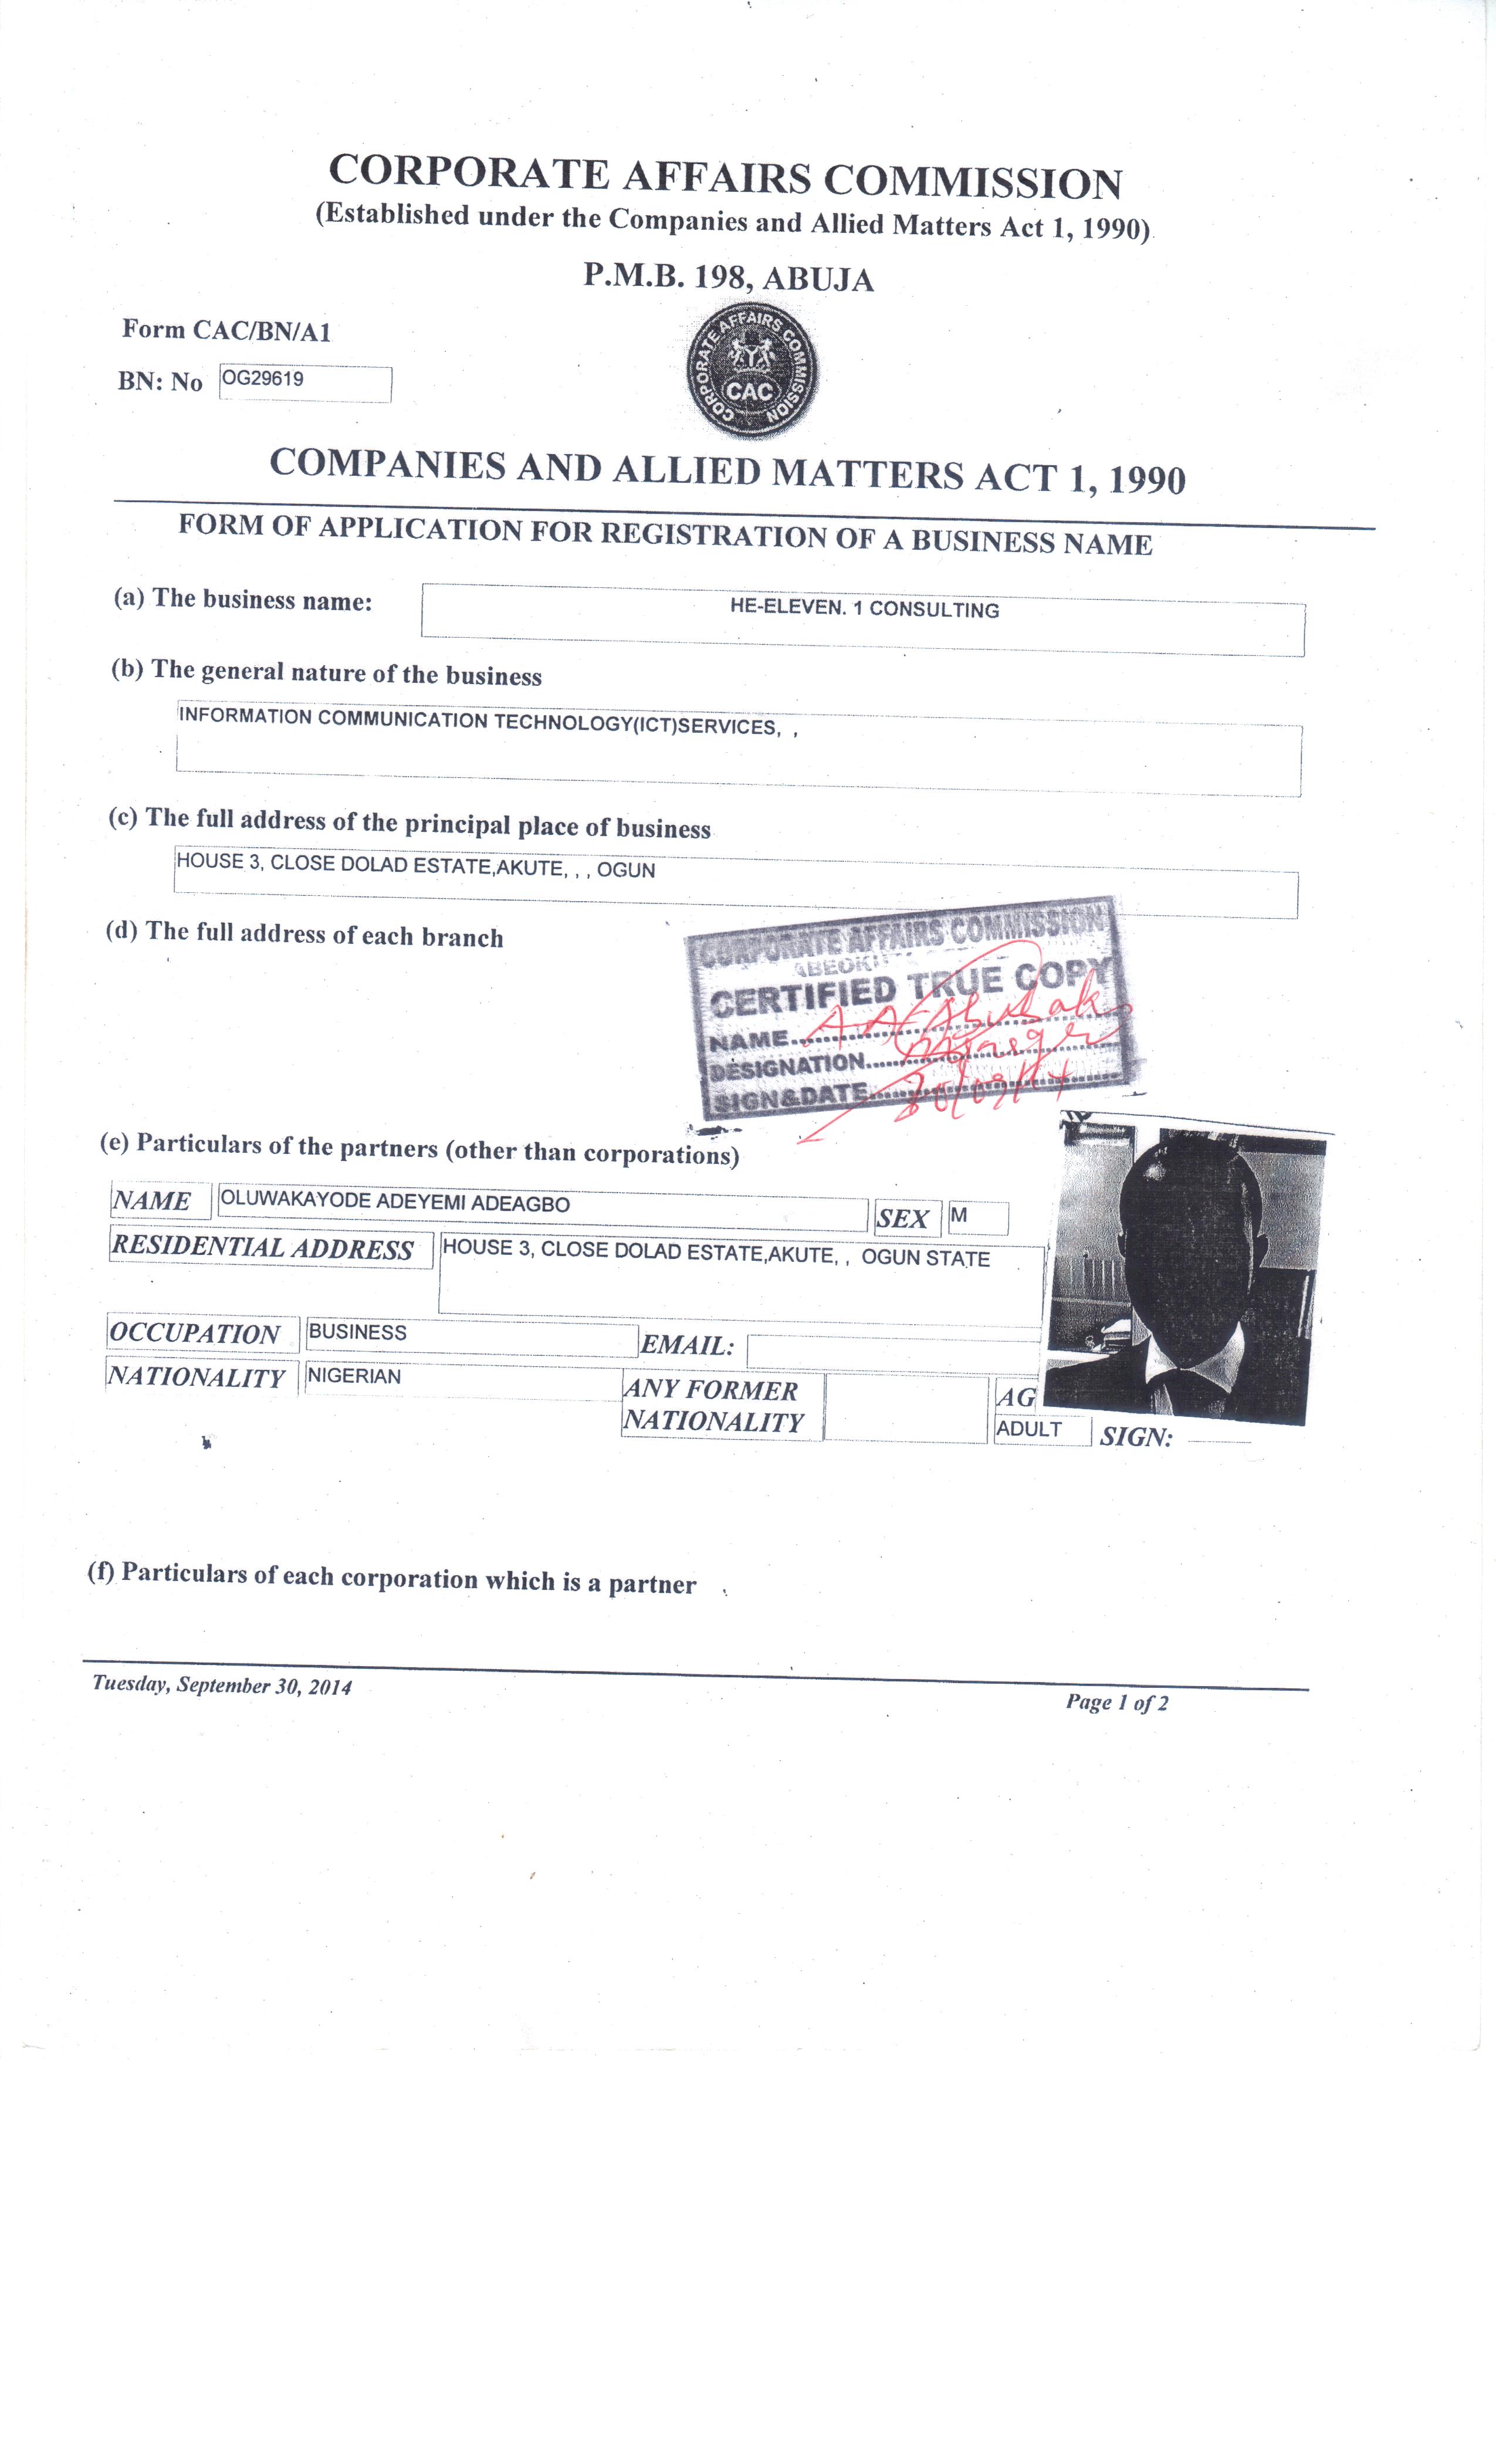 CORPORATE AFFAIRS COMMISSION
(Established under the Companies and Allied Matters Act 1, 1990)
P.M.B. 198, ABUJA
Form CAC/BN/A1
CORPORATE AFFAIRS COMMISSION
CAC
BN: No OG29619
COMPANIES AND ALLIED MATTERS ACT 1, 1990
FORM OF APPLICATION FOR REGISTRATION OF A BUSINESS NAME
(a) The business name: HE-ELEVEN. 1 CONSULTING
(b) The general nature of the business
INFORMATION COMMUNICATION TECHNOLOGY(ICT)SERVICES, ,
(c) The full address of the principal place of business
HOUSE 3, CLOSE DOLAD ESTATE,AKUTE, , , OGUN
(d) The full address of each branch
CORPORATE AFFAIRS COMMISSION
CERTIFIED TRUE COPY
NAME
DESIGNATION
SIGN&DATE 30/09/14
(e) Particulars of the partners (other than corporations)
NAME OLUWAKAYODE ADEYEMI ADEAGBO SEX M
RESIDENTIAL ADDRESS HOUSE 3, CLOSE DOLAD ESTATE,AKUTE, , OGUN STATE
OCCUPATION BUSINESS EMAIL:
NATIONALITY NIGERIAN ANY FORMER NATIONALITY AG
ADULT SIGN:
(f) Particulars of each corporation which is a partner
Tuesday, September 30, 2014
Page 1 of 2